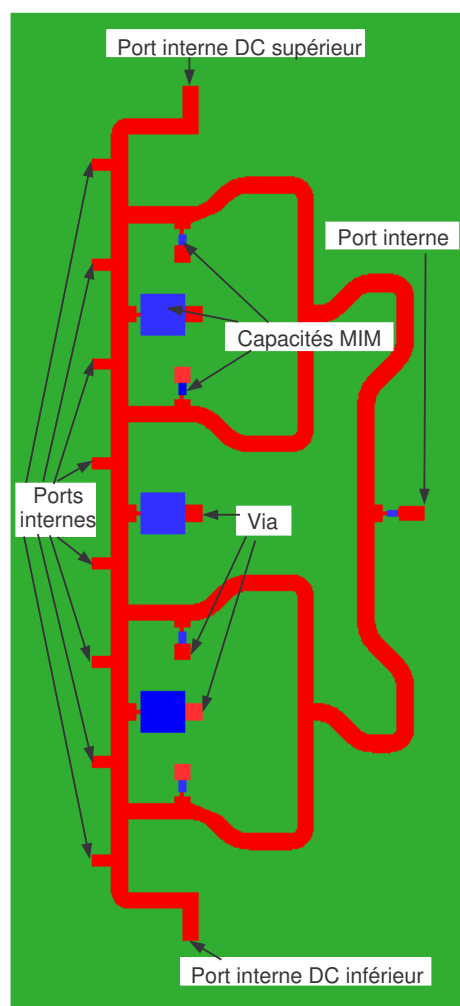 Port interne DC supérieur
Port interne
Capacités MIM
Ports
internes
Via
Port interne DC inférieur